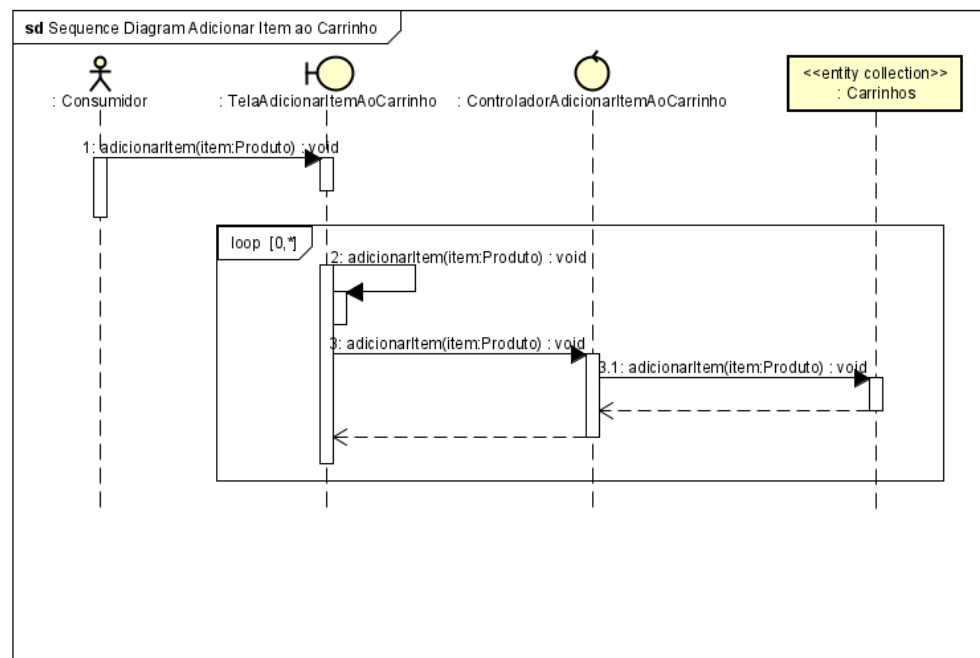 sd Sequence Diagram Adicionar Item ao Carrinho
: Consumidor
: TelaAdicionarItemAoCarrinho
: ControladorAdicionarItemAoCarrinho
<<entity collection>>
: Carrinhos
1: adicionarItem(item:Produto) : void
loop [0,*]
2: adicionarItem(item:Produto) : void
3: adicionarItem(item:Produto) : void
3.1: adicionarItem(item:Produto) : void